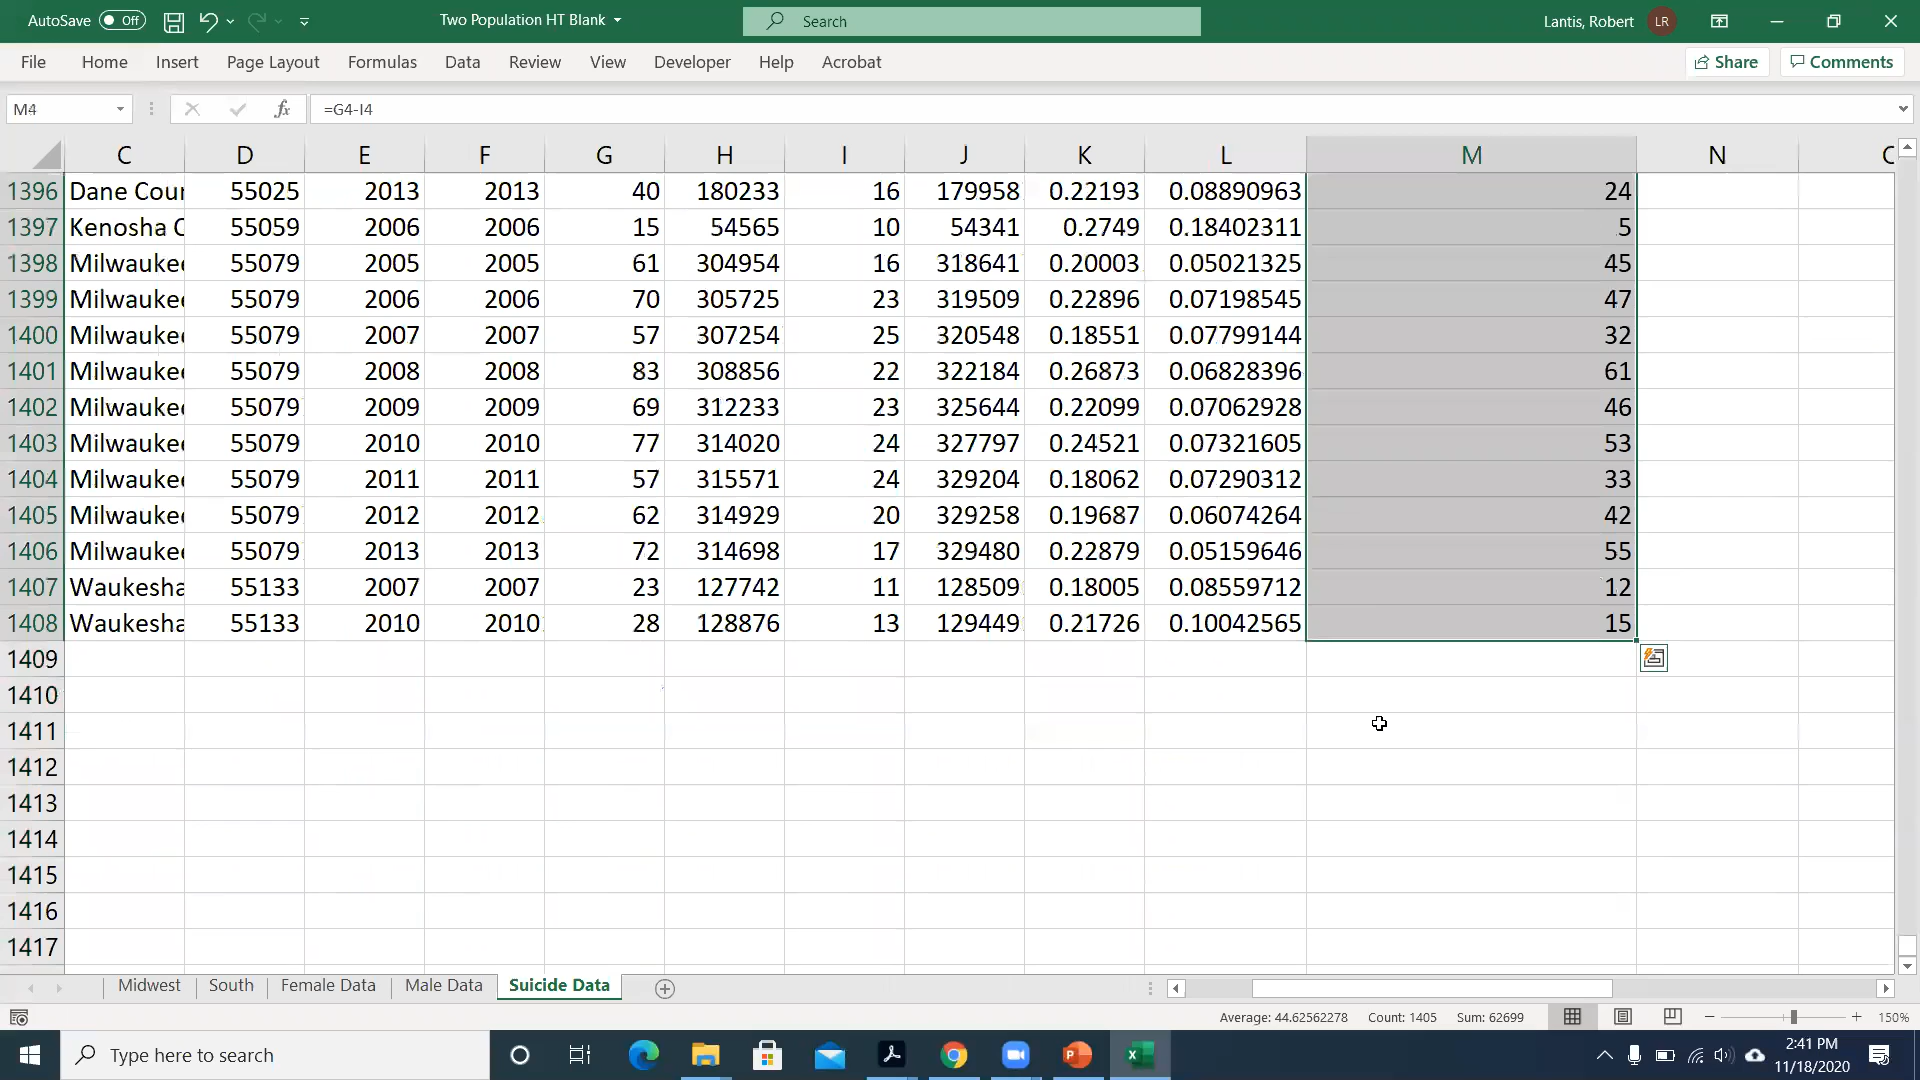 AutoSave Off Two Population HT Blank Search Lantis, Robert LR
File Home Insert Page Layout Formulas Data Review View Developer Help Acrobat Share Comments
M4 fx =G4-I4
C D E F G H I J K L M N
1396 Dane Cour 55025 2013 2013 40 180233 16 179958 0.22193 0.08890963 24
1397 Kenosha C 55059 2006 2006 15 54565 10 54341 0.2749 0.18402311 5
1398 Milwaukee 55079 2005 2005 61 304954 16 318641 0.20003 0.05021325 45
1399 Milwaukee 55079 2006 2006 70 305725 23 319509 0.22896 0.07198545 47
1400 Milwaukee 55079 2007 2007 57 307254 25 320548 0.18551 0.07799144 32
1401 Milwaukee 55079 2008 2008 83 308856 22 322184 0.26873 0.06828396 61
1402 Milwaukee 55079 2009 2009 69 312233 23 325644 0.22099 0.07062928 46
1403 Milwaukee 55079 2010 2010 77 314020 24 327797 0.24521 0.07321605 53
1404 Milwaukee 55079 2011 2011 57 315571 24 329204 0.18062 0.07290312 33
1405 Milwaukee 55079 2012 2012 62 314929 20 329258 0.19687 0.06074264 42
1406 Milwaukee 55079 2013 2013 72 314698 17 329480 0.22879 0.05159646 55
1407 Waukesha 55133 2007 2007 23 127742 11 128509 0.18005 0.08559712 12
1408 Waukesha 55133 2010 2010 28 128876 13 129449 0.21726 0.10042565 15
1409
1410
1411
1412
1413
1414
1415
1416
1417
Midwest South Female Data Male Data Suicide Data
Average: 44.62562278 Count: 1405 Sum: 62699 150%
Type here to search 2:41 PM
11/18/2020